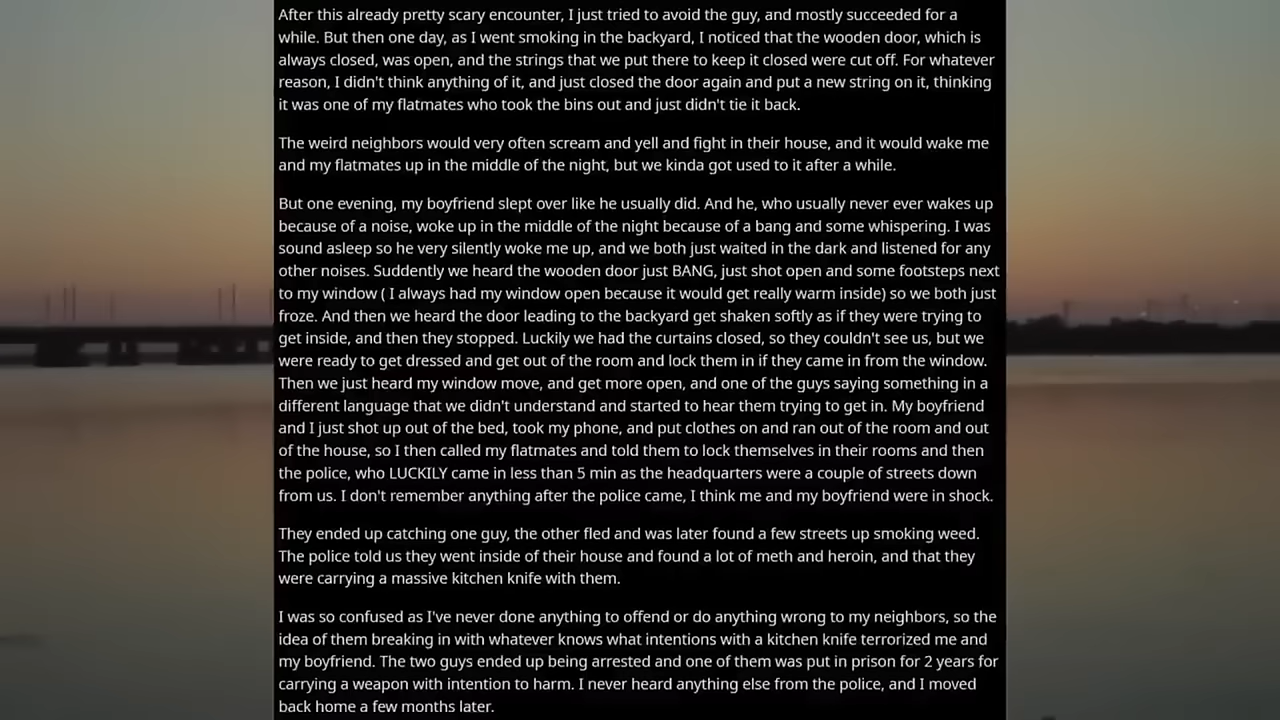 After this already pretty scary encounter, I just tried to avoid the guy, and mostly succeeded for a
while. But then one day, as I went smoking in the backyard, I noticed that the wooden door, which is
always closed, was open, and the strings that we put there to keep it closed were cut off. For whatever
reason, I didn't think anything of it, and just closed the door again and put a new string on it, thinking
it was one of my flatmates who took the bins out and just didn't tie it back.
The weird neighbors would very often scream and yell and fight in their house, and it would wake me
and my flatmates up in the middle of the night, but we kinda got used to it after a while.
But one evening, my boyfriend slept over like he usually did. And he, who usually never ever wakes up
because of a noise, woke up in the middle of the night because of a bang and some whispering. I was
sound asleep so he very silently woke me up, and we both just waited in the dark and listened for any
other noises. Suddenly we heard the wooden door just BANG, just shot open and some footsteps next
to my window ( I always had my window open because it would get really warm inside) so we both just
froze. And then we heard the door leading to the backyard get shaken softly as if they were trying to
get inside, and then they stopped. Luckily we had the curtains closed, so they couldn't see us, but we
were ready to get dressed and get out of the room and lock them in if they came in from the window.
Then we just heard my window move, and get more open, and one of the guys saying something in a
different language that we didn't understand and started to hear them trying to get in. My boyfriend
and I just shot up out of the bed, took my phone, and put clothes on and ran out of the room and out
of the house, so I then called my flatmates and told them to lock themselves in their rooms and then
the police, who LUCKILY came in less than 5 min as the headquarters were a couple of streets down
from us. I don't remember anything after the police came, I think me and my boyfriend were in shock.
They ended up catching one guy, the other fled and was later found a few streets up smoking weed.
The police told us they went inside of their house and found a lot of meth and heroin, and that they
were carrying a massive kitchen knife with them.
I was so confused as I've never done anything to offend or do anything wrong to my neighbors, so the
idea of them breaking in with whatever knows what intentions with a kitchen knife terrorized me and
my boyfriend. The two guys ended up being arrested and one of them was put in prison for 2 years for
carrying a weapon with intention to harm. I never heard anything else from the police, and I moved
back home a few months later.